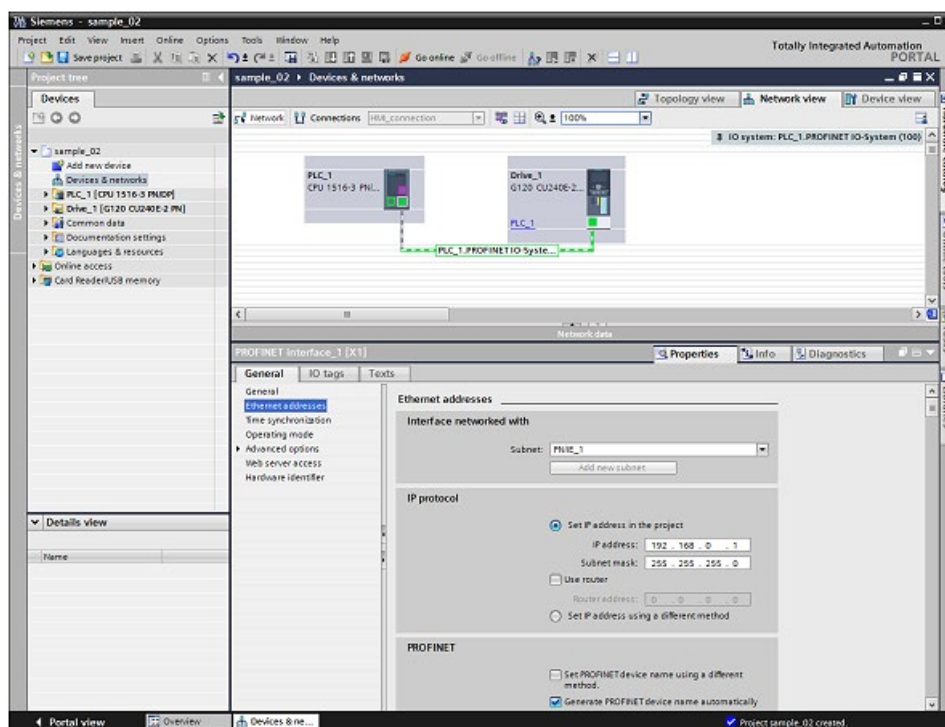 Siemens - sample_02
Project Edit View Insert Online Options Tools Window Help
Totally Integrated Automation
PORTAL
Save project
Go online
Go offline
Project tree
Devices
Devices & networks
sample_02
Add new device
Devices & networks
PLC_1 [CPU 1516-3 PN/DP]
Drive_1 [G120 CU240E-2 PN]
Common data
Documentation settings
Languages & resources
Online access
Card Reader/USB memory
Details view
Name
sample_02 Devices & networks
Topology view Network view Device view
Network Connections HMI_connection 100%
IO system: PLC_1.PROFINET IO-System (100)
PLC_1
CPU 1516-3 PN/...
Drive_1
G120 CU240E-2...
PLC_1
PLC_1.PROFINET IO-Syste...
Network data
PROFINET interface_1 [X1]
Properties Info Diagnostics
General IO tags Texts
General
Ethernet addresses
Time synchronization
Operating mode
Advanced options
Web server access
Hardware identifier
Ethernet addresses
Interface networked with
Subnet: PN/IE_1
Add new subnet
IP protocol
Set IP address in the project
IP address: 192 . 168 . 0 . 1
Subnet mask: 255 . 255 . 255 . 0
Use router
Router address: 0 . 0 . 0 . 0
Set IP address using a different method
PROFINET
Set PROFINET device name using a different
method.
Generate PROFINET device name automatically
Portal view Overview Devices & ne...
Project sample_02 created.